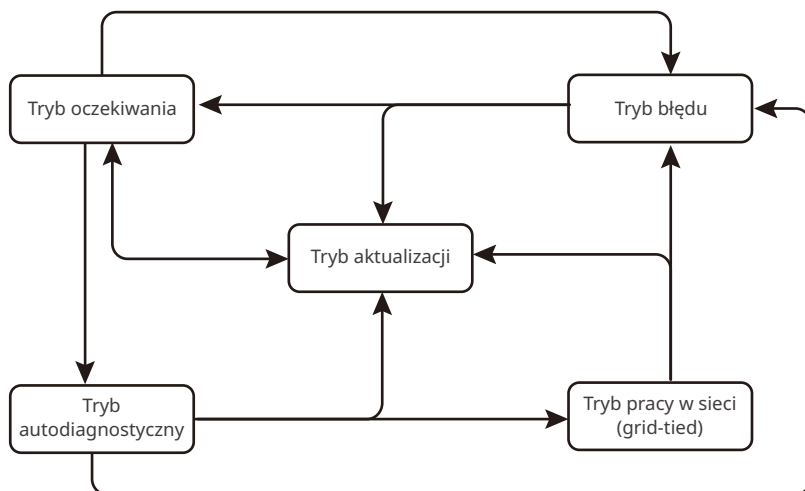 Tryb oczekiwania
Tryb błędu
Tryb aktualizacji
Tryb
autodiagnostyczny
Tryb pracy w sieci
(grid-tied)